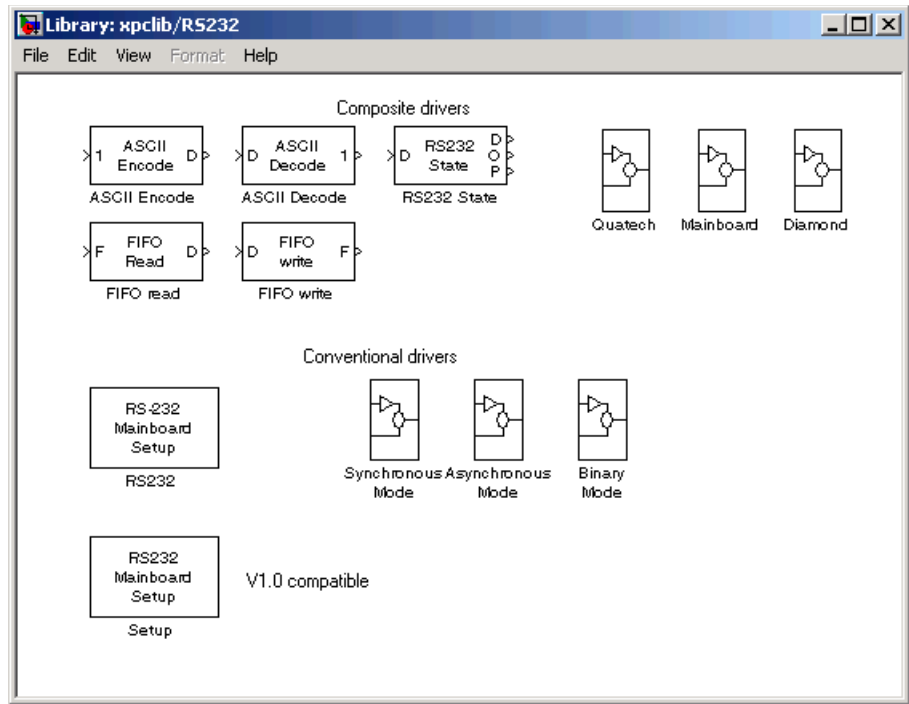 Library: xpclib/RS232
File Edit View Format Help
Composite drivers
1 ASCII Encode D
ASCII Encode
D ASCII Decode 1
ASCII Decode
D RS232 State D O P
RS232 State
Quatech
Mainboard
Diamond
F FIFO Read D
FIFO read
D FIFO write F
FIFO write
Conventional drivers
RS-232
Mainboard
Setup
RS232
Synchronous
Mode
Asynchronous
Mode
Binary
Mode
RS232
Mainboard
Setup
Setup
V1.0 compatible